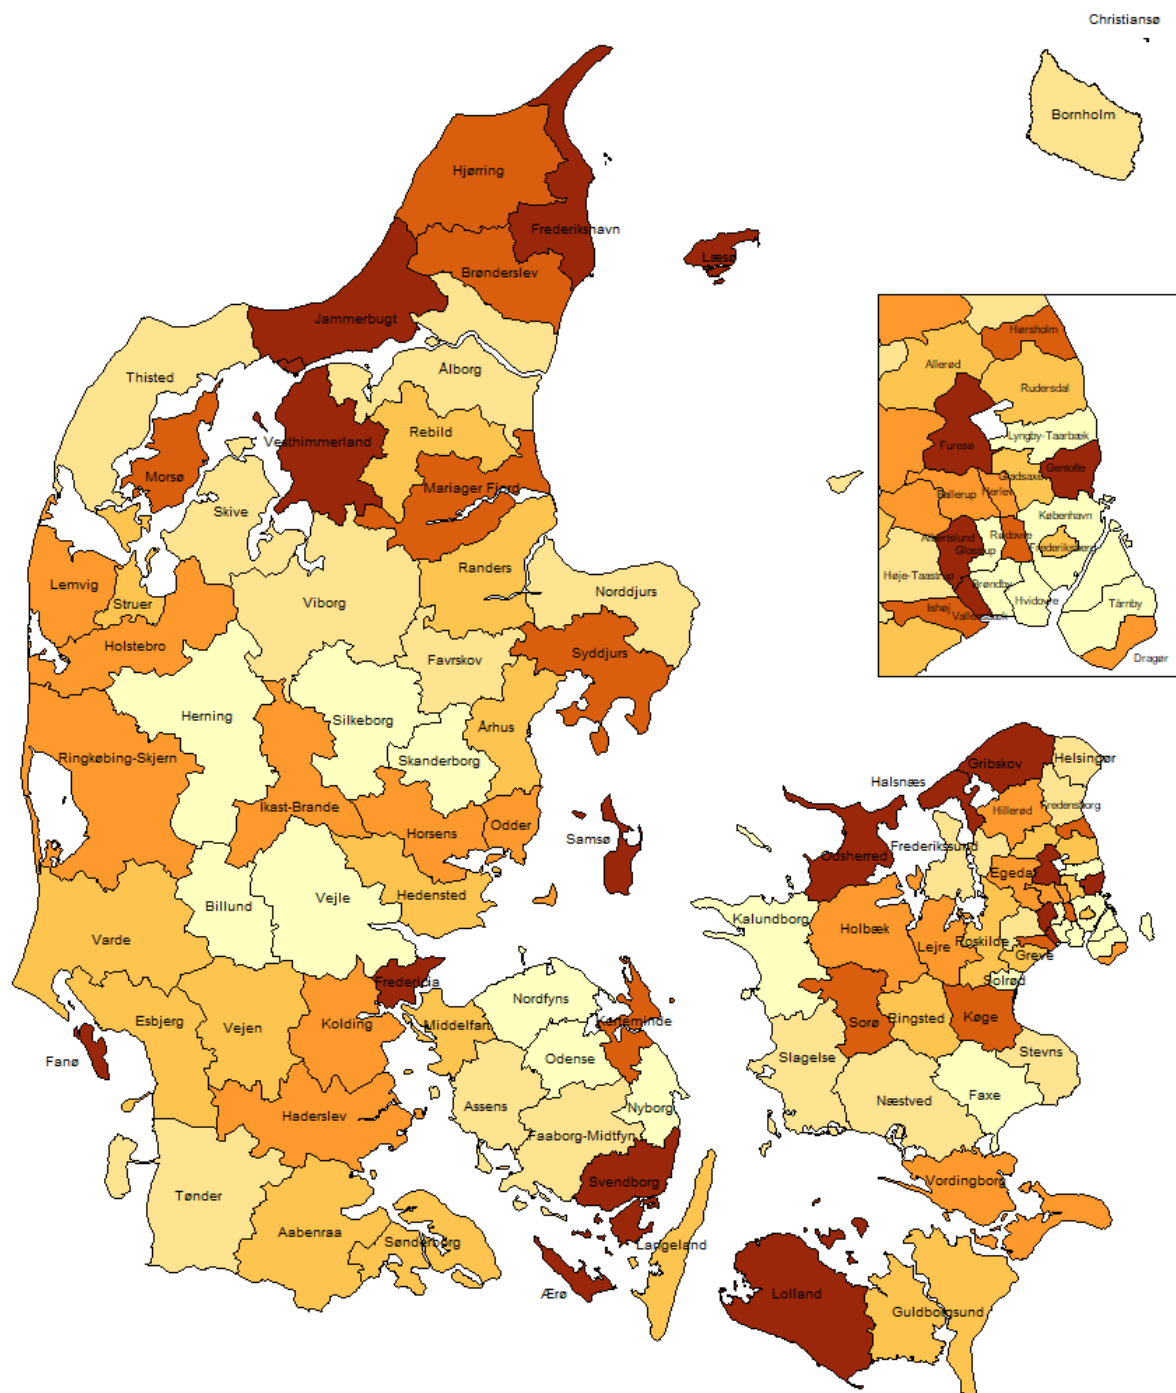 Christiansø
Bornholm
Hjørring
Frederikshavn
Læsø
Brønderslev
Jammerbugt
Thisted
Ålborg
Vesthimmerland
Rebild
Morsø
Mariager Fjord
Skive
Randers
Lemvig
Struer
Viborg
Norddjurs
Holstebro
Syddjurs
Favrskov
Herning
Silkeborg
Århus
Ringkøbing-Skjern
Skanderborg
Ikast-Brande
Horsens
Odder
Samsø
Hedensted
Billund
Vejle
Varde
Fredericia
Esbjerg
Vejen
Kolding
Middelfart
Nordfyns
Kerteminde
Fanø
Odense
Haderslev
Assens
Nyborg
Faaborg-Midtfyn
Svendborg
Tønder
Aabenraa
Sønderborg
Langeland
Ærø
Hørsholm
Allerød
Rudersdal
Lyngby-Taarbæk
Furesø
Gentofte
Gladsaxe
Ballerup
Herlev
København
Albertslund
Rødovre
Frederiksberg
Glostrup
Høje-Taastrup
Brøndby
Hvidovre
Tårnby
Ishøj
Vallensbæk
Dragør
Gribskov
Helsingør
Halsnæs
Hillerød
Fredensborg
Odsherred
Frederikssund
Egedal
Kalundborg
Holbæk
Lejre
Roskilde
Greve
Solrød
Sorø
Ringsted
Køge
Slagelse
Stevns
Næstved
Faxe
Vordingborg
Lolland
Guldborgsund